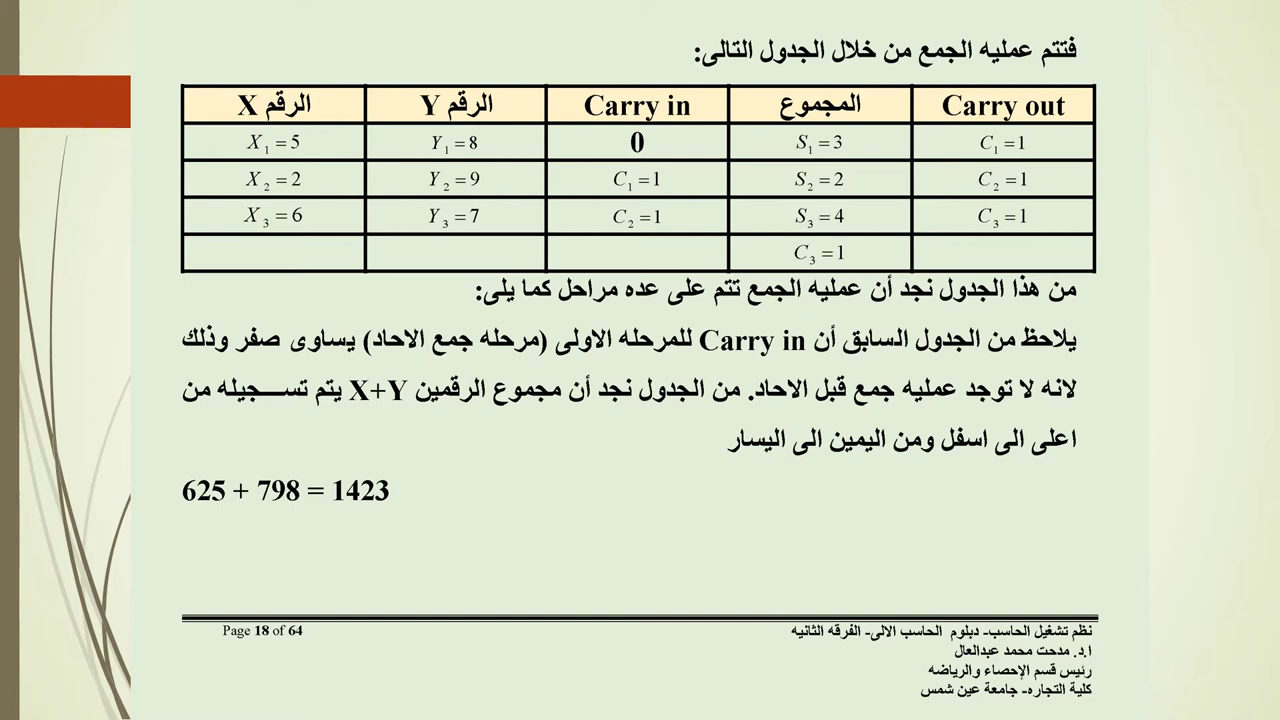 فتتم عمليه الجمع من خلال الجدول التالى:
الرقم X الرقم Y Carry in المجموع Carry out
X1 = 5 Y1 = 8 0 S1 = 3 C1 = 1
X2 = 2 Y2 = 9 C1 = 1 S2 = 2 C2 = 1
X3 = 6 Y3 = 7 C2 = 1 S3 = 4 C3 = 1
C3 = 1
من هذا الجدول نجد أن عمليه الجمع تتم على عده مراحل كما يلى:
يلاحظ من الجدول السابق أن Carry in للمرحله الاولى (مرحله جمع الاحاد) يساوى صفر وذلك
لانه لا توجد عمليه جمع قبل الاحاد. من الجدول نجد أن مجموع الرقمين X+Y يتم تسـجيله من
اعلى الى اسفل ومن اليمين الى اليسار
625 + 798 = 1423
نظم تشغيل الحاسب- دبلوم الحاسب الالى- الفرقه الثانيه Page 18 of 64
ا.د. مدحت محمد عبدالعال
رئيس قسم الإحصاء والرياضه
كلية التجاره- جامعة عين شمس